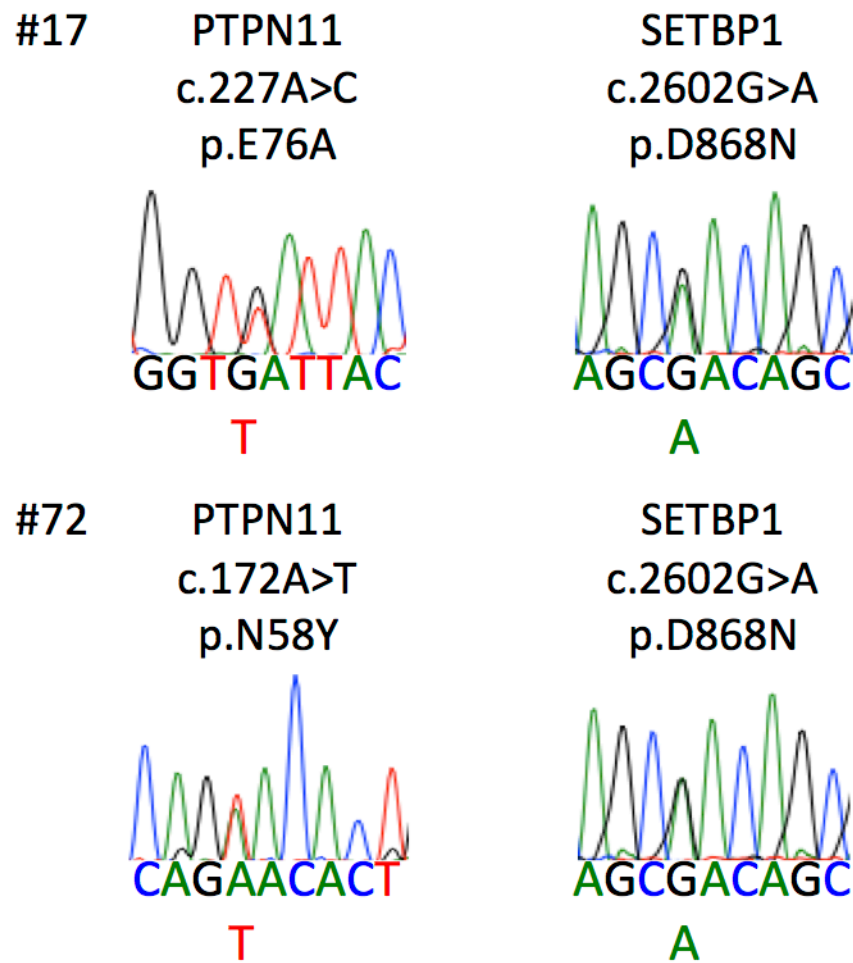 #17 PTPN11 SETBP1
c.227A>C c.2602G>A
p.E76A p.D868N
GGTGATTAC AGCGACAGC
T A
#72 PTPN11 SETBP1
c.172A>T c.2602G>A
p.N58Y p.D868N
CAGAACACT AGCGACAGC
T A